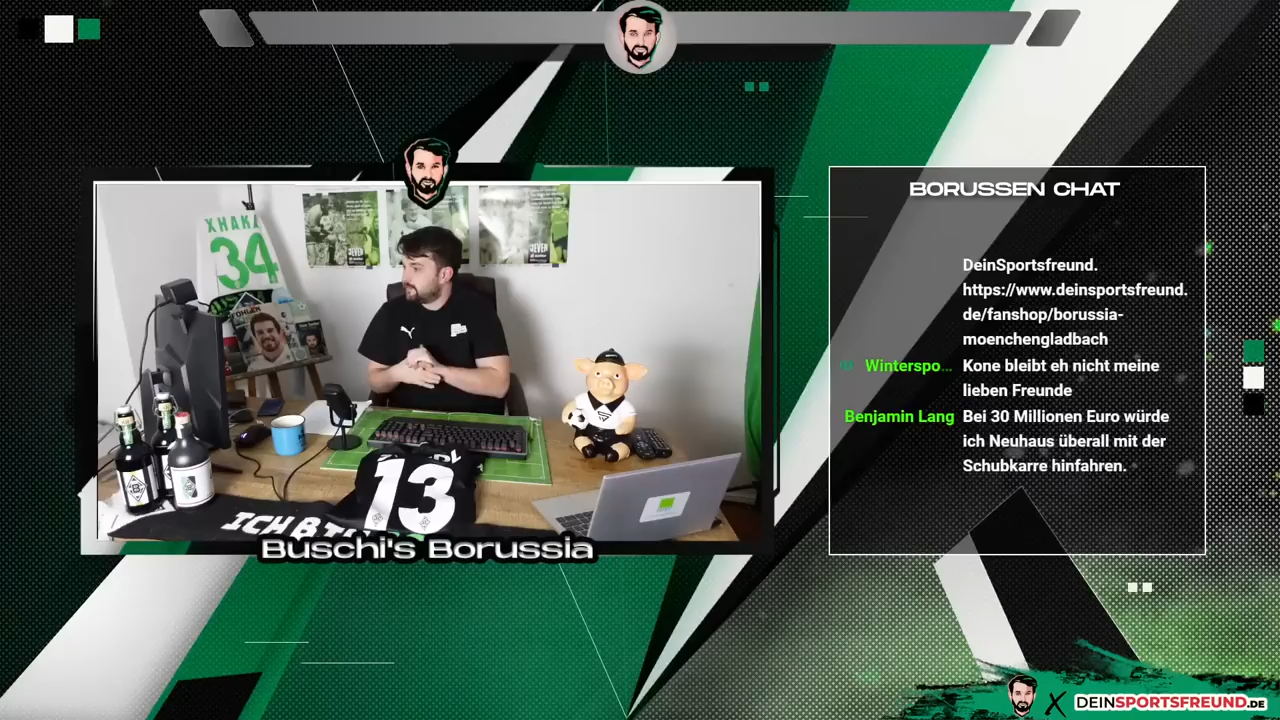 BORUSSEN CHAT
DeinSportsfreund.
https://www.deinsportsfreund.
de/fanshop/borussia-
moenchengladbach
Winterspo... Kone bleibt eh nicht meine
lieben Freunde
Benjamin Lang Bei 30 Millionen Euro würde
ich Neuhaus überall mit der
Schubkarre hinfahren.
XHAKA
34
13
ICH B
Buschi's Borussia
X DEINSPORTSFREUND.DE